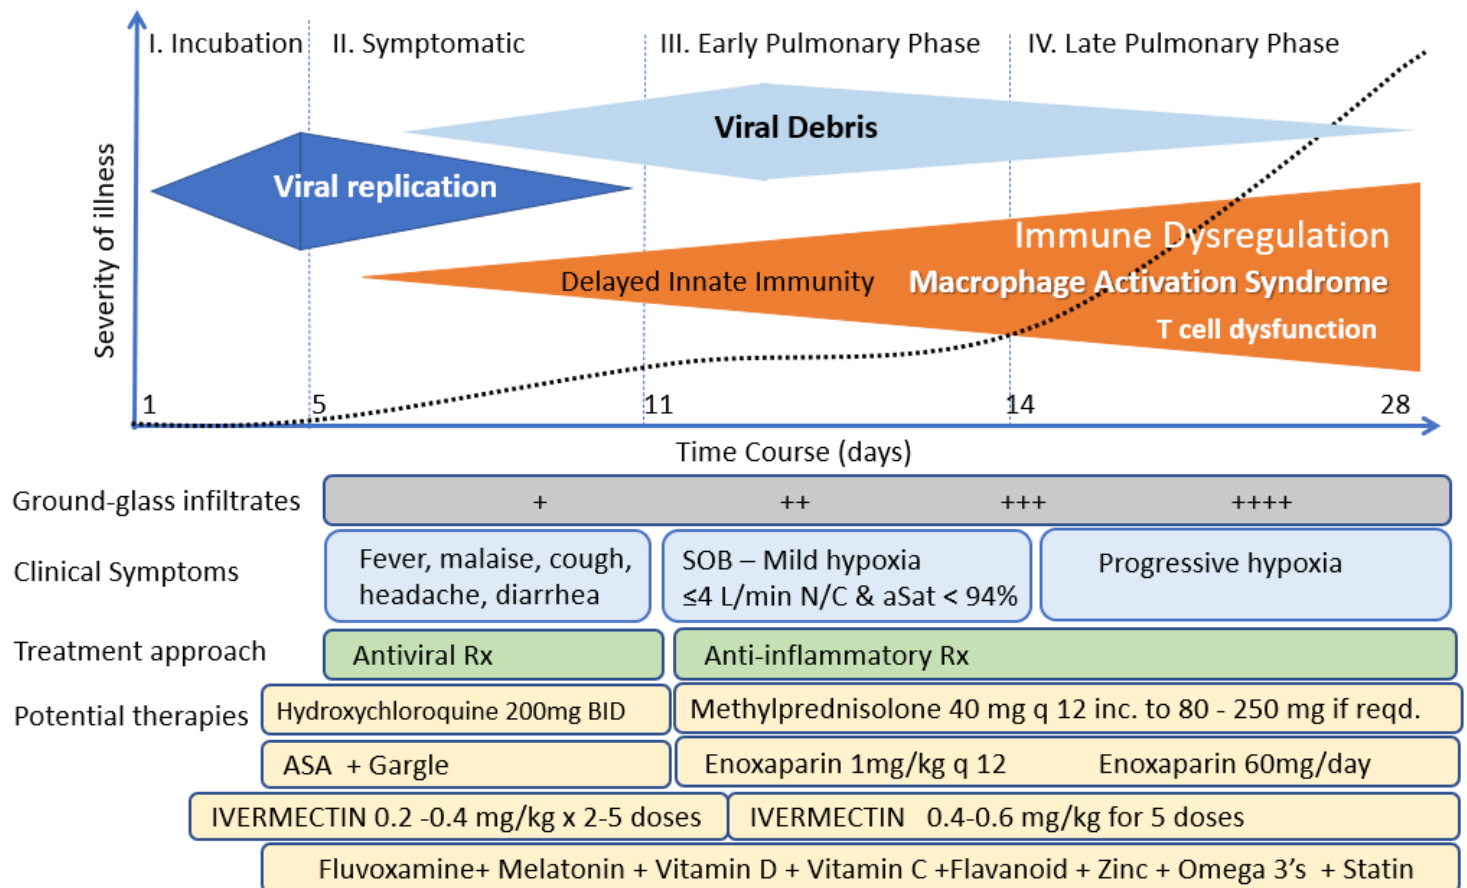 I. Incubation
II. Symptomatic
III. Early Pulmonary Phase
IV. Late Pulmonary Phase
Viral Debris
Viral replication
Severity of illness
Immune Dysregulation
Delayed Innate Immunity
Macrophage Activation Syndrome
T cell dysfunction
1
5
11
14
28
Time Course (days)
Ground-glass infiltrates
+
++
+++
++++
Clinical Symptoms
Fever, malaise, cough,
headache, diarrhea
SOB – Mild hypoxia
≤4 L/min N/C & aSat < 94%
Progressive hypoxia
Treatment approach
Antiviral Rx
Anti-inflammatory Rx
Potential therapies
Hydroxychloroquine 200mg BID
Methylprednisolone 40 mg q 12 inc. to 80 - 250 mg if reqd.
ASA + Gargle
Enoxaparin 1mg/kg q 12
Enoxaparin 60mg/day
IVERMECTIN 0.2 -0.4 mg/kg x 2-5 doses
IVERMECTIN 0.4-0.6 mg/kg for 5 doses
Fluvoxamine+ Melatonin + Vitamin D + Vitamin C +Flavanoid + Zinc + Omega 3's + Statin